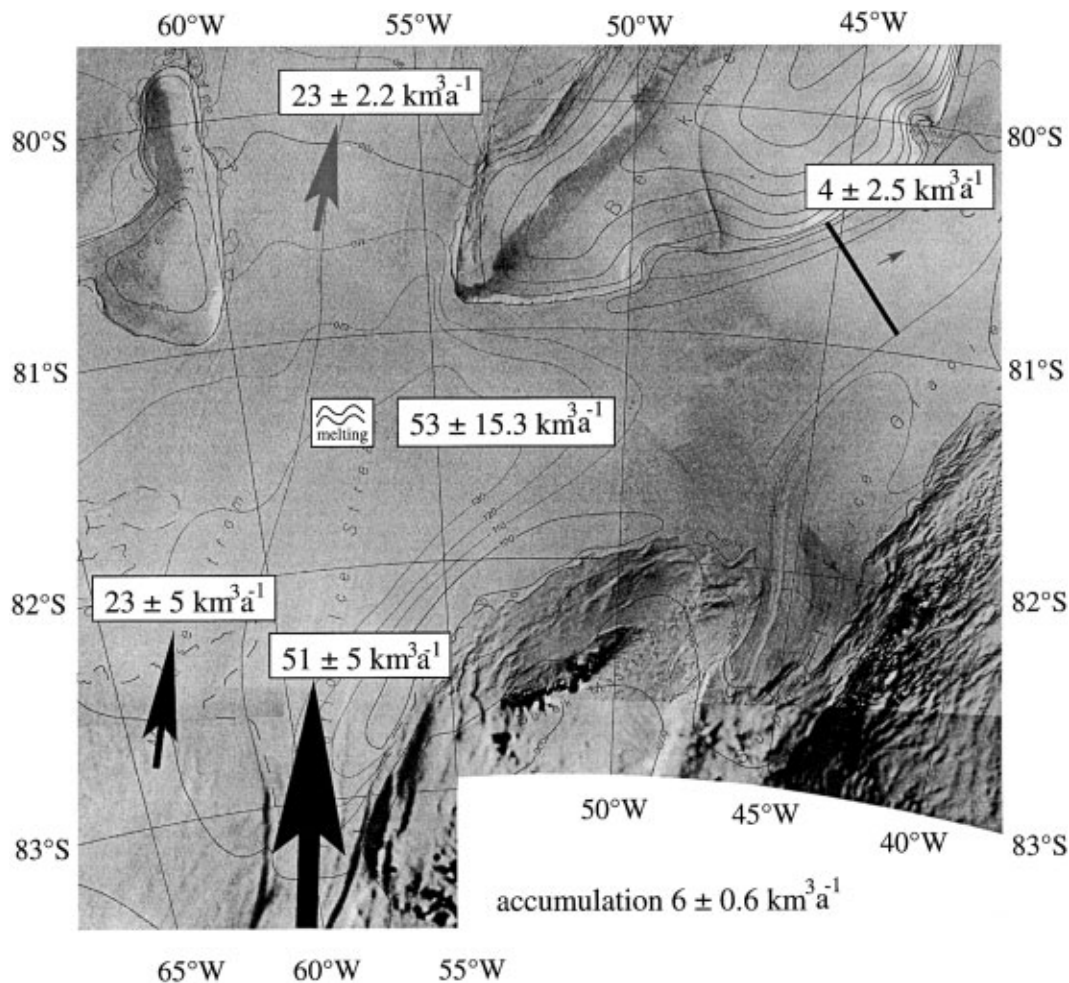 60°W 55°W 50°W 45°W
23 ± 2.2 km³a⁻¹
80°S 80°S
4 ± 2.5 km³a⁻¹
81°S 81°S
melting 53 ± 15.3 km³a⁻¹
82°S 82°S
23 ± 5 km³a⁻¹
51 ± 5 km³a⁻¹
50°W 45°W 40°W
83°S 83°S
accumulation 6 ± 0.6 km³a⁻¹
65°W 60°W 55°W